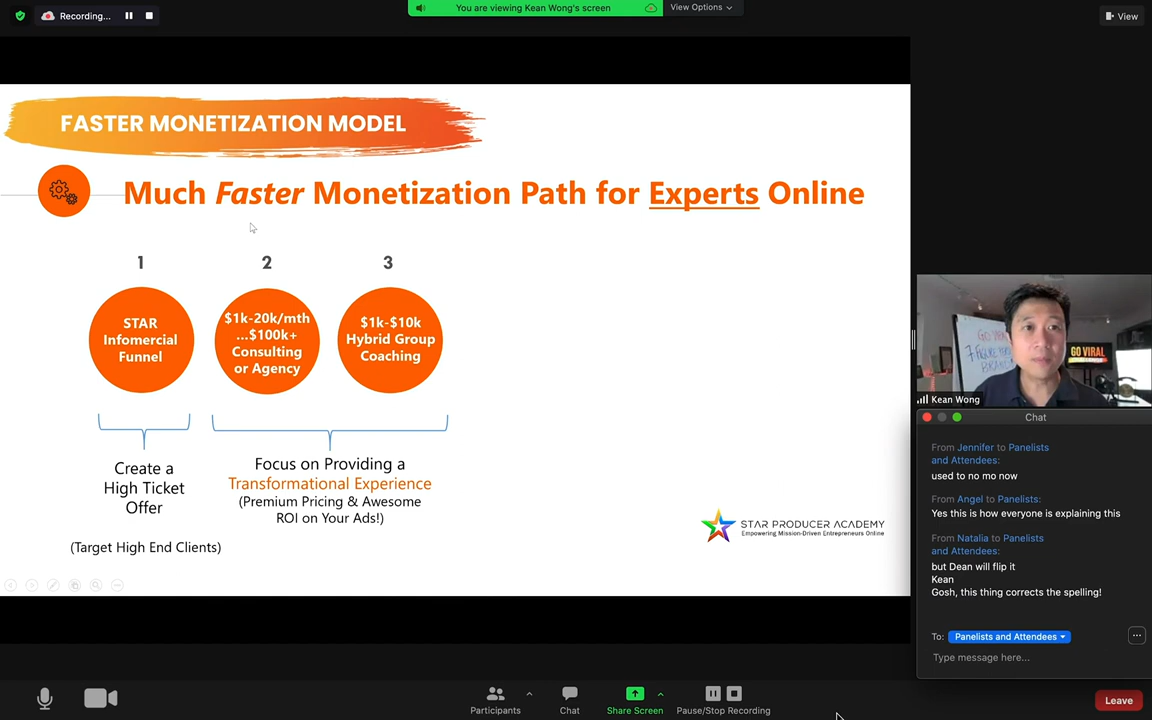 Recording...
You are viewing Kean Wong's screen
View Options
View
FASTER MONETIZATION MODEL
Much Faster Monetization Path for Experts Online
1
2
3
STAR
Infomercial
Funnel
$1k-20k/mth
...$100k+
Consulting
or Agency
$1k-$10k
Hybrid Group
Coaching
Create a
High Ticket
Offer
(Target High End Clients)
Focus on Providing a
Transformational Experience
(Premium Pricing & Awesome
ROI on Your Ads!)
STAR PRODUCER ACADEMY
Empowering Mission-Driven Entrepreneurs Online
GO VIRAL
Kean Wong
Chat
From Jennifer to Panelists
and Attendees:
used to no mo now
From Angel to Panelists:
Yes this is how everyone is explaining this
From Natalia to Panelists
and Attendees:
but Dean will flip it
Kean
Gosh, this thing corrects the spelling!
To: Panelists and Attendees
Type message here...
Participants
Chat
Share Screen
Pause/Stop Recording
Leave